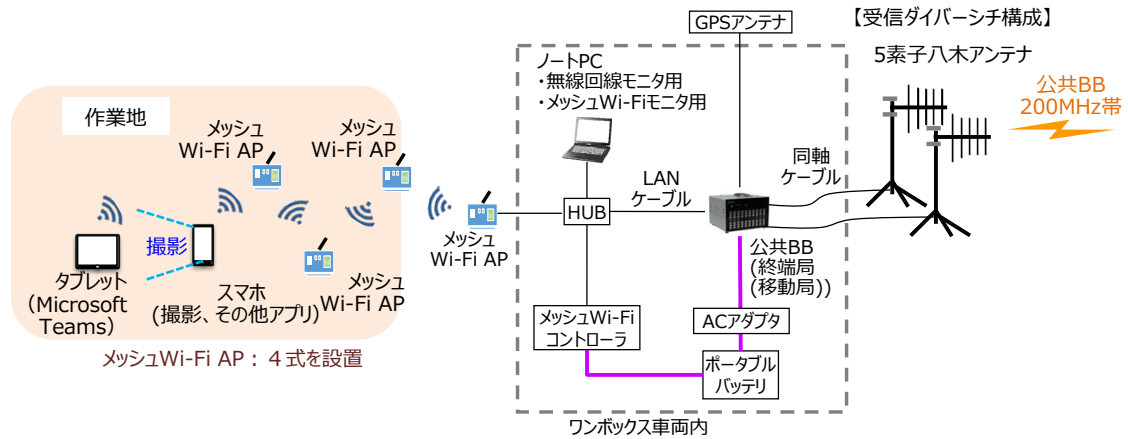 【受信ダイバーシチ構成】
GPSアンテナ
5素子八木アンテナ
公共BB
200MHz帯
ノートPC
・無線回線モニタ用
・メッシュWi-Fiモニタ用
作業地
メッシュ
Wi-Fi AP
メッシュ
Wi-Fi AP
同軸
ケーブル
LAN
ケーブル
HUB
メッシュ
Wi-Fi AP
撮影
公共BB
(終端局
(移動局))
タブレット
（Microsoft
Teams）
スマホ
(撮影、その他アプリ)
メッシュ
Wi-Fi AP
メッシュWi-Fi
コントローラ
ACアダプタ
メッシュWi-Fi AP：４式を設置
ポータブル
バッテリ
ワンボックス車両内